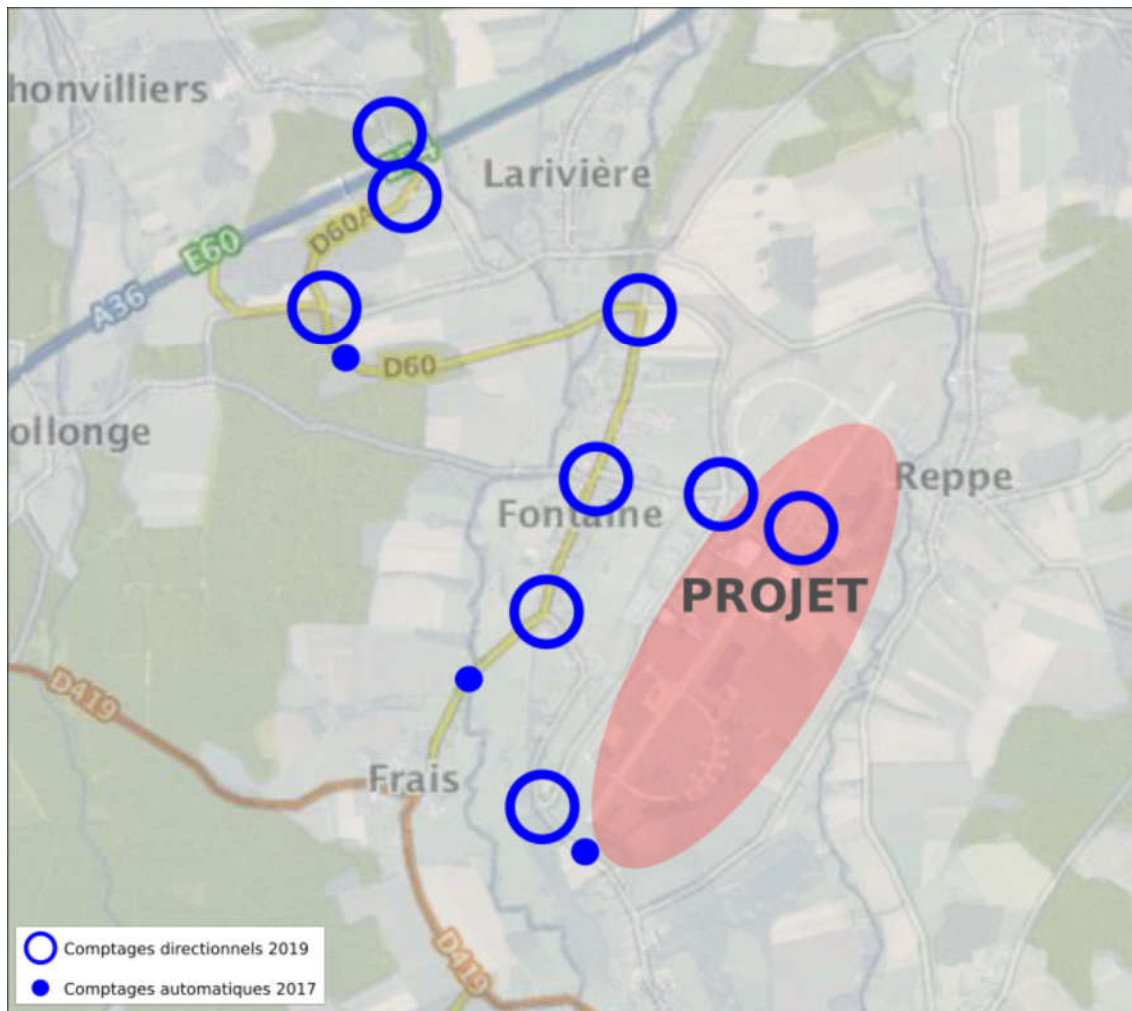 honvilliers
Larivière
D60A
E60
A36
D60
ollonge
Reppe
Fontaine
PROJET
D419
Frais
D419
Comptages directionnels 2019
Comptages automatiques 2017